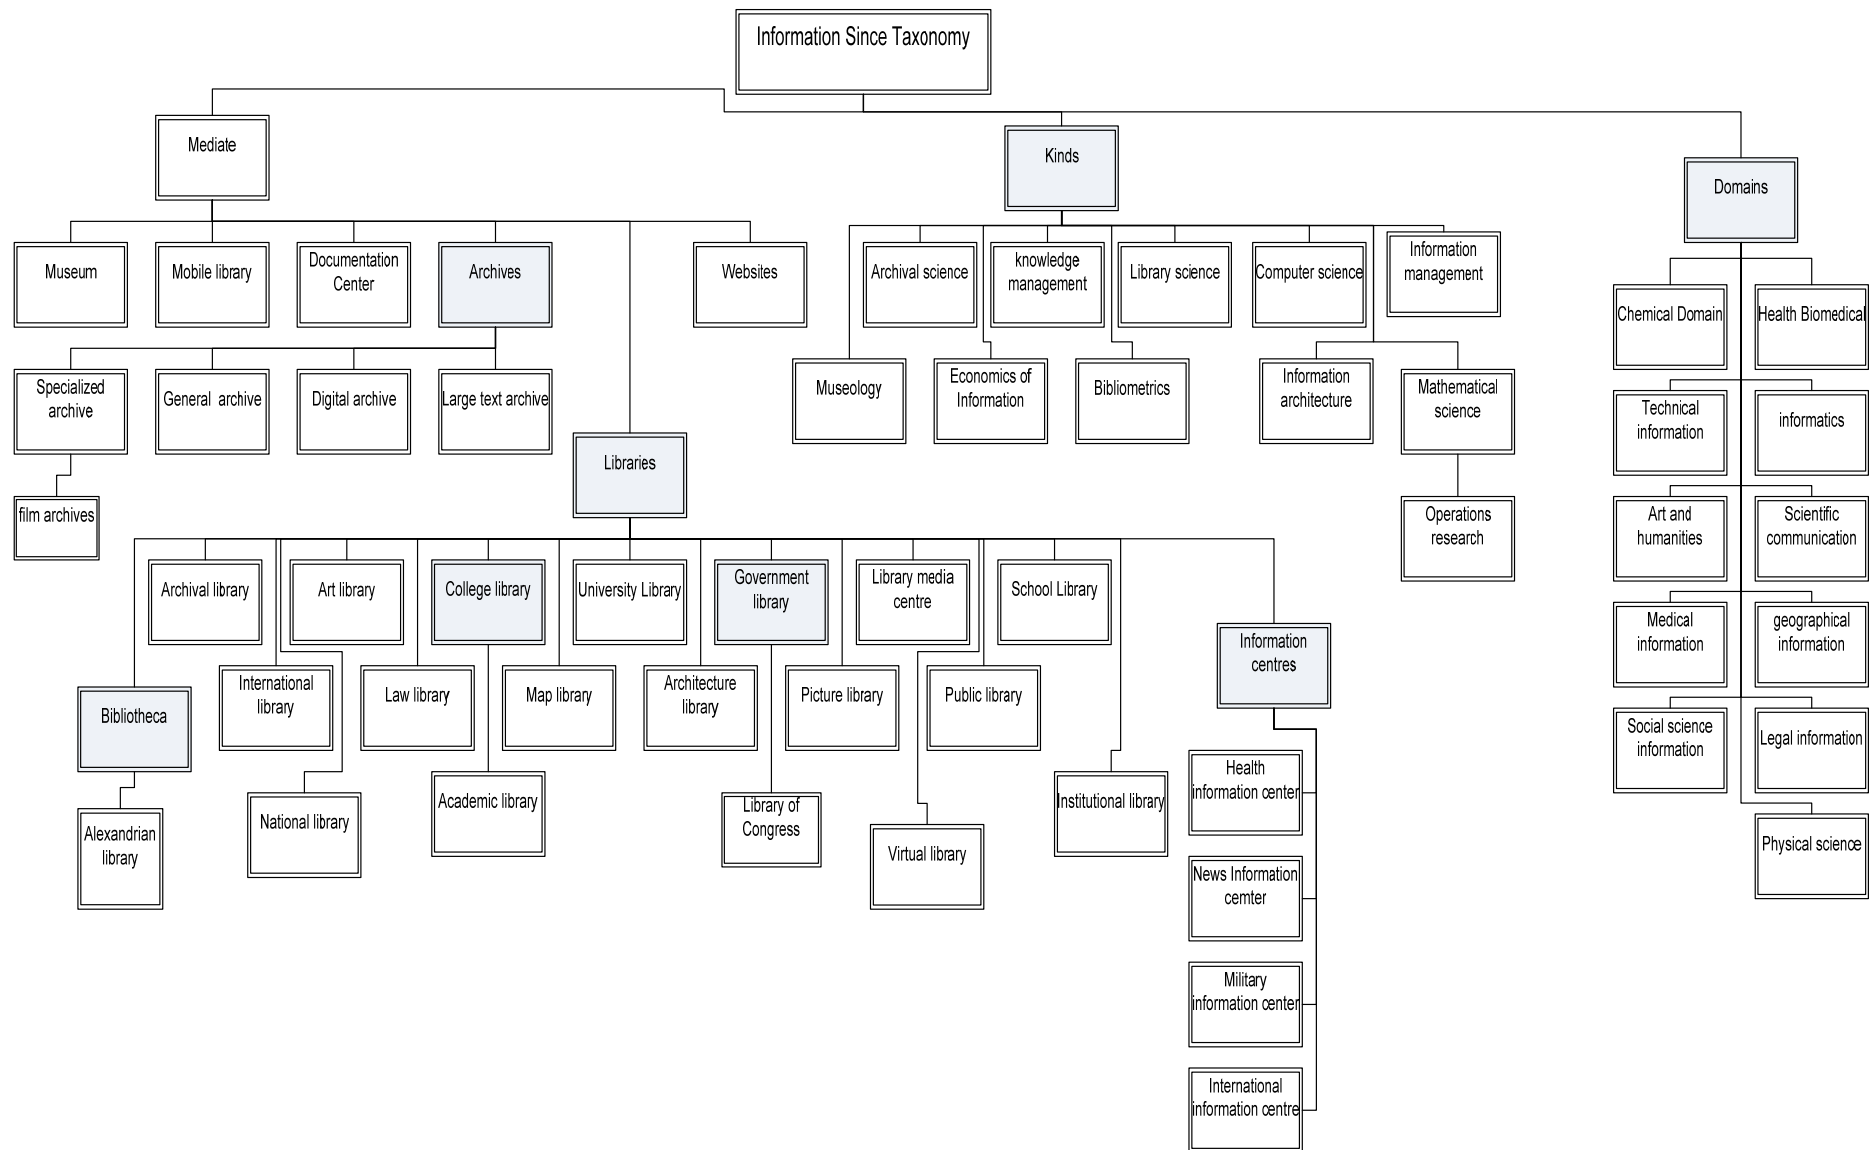 Information Since Taxonomy
Mediate
Kinds
Domains
Museum
Mobile library
Documentation
Center
Archives
Websites
Archival science
knowledge
management
Library science
Computer science
Information
management
Chemical Domain
Health Biomedical
Specialized
archive
General archive
Digital archive
Large text archive
Museology
Economics of
Information
Bibliometrics
Information
architecture
Mathematical
science
Technical
information
informatics
Libraries
film archives
Operations
research
Art and
humanities
Scientific
communication
Archival library
Art library
College library
University Library
Government
library
Library media
centre
School Library
Information
centres
Medical
information
geographical
information
Bibliotheca
International
library
Law library
Map library
Architecture
library
Picture library
Public library
Social science
information
Legal information
Alexandrian
library
National library
Academic library
Library of
Congress
Virtual library
Institutional library
Health
information center
Physical science
News Information
cemter
Military
information center
International
information centre